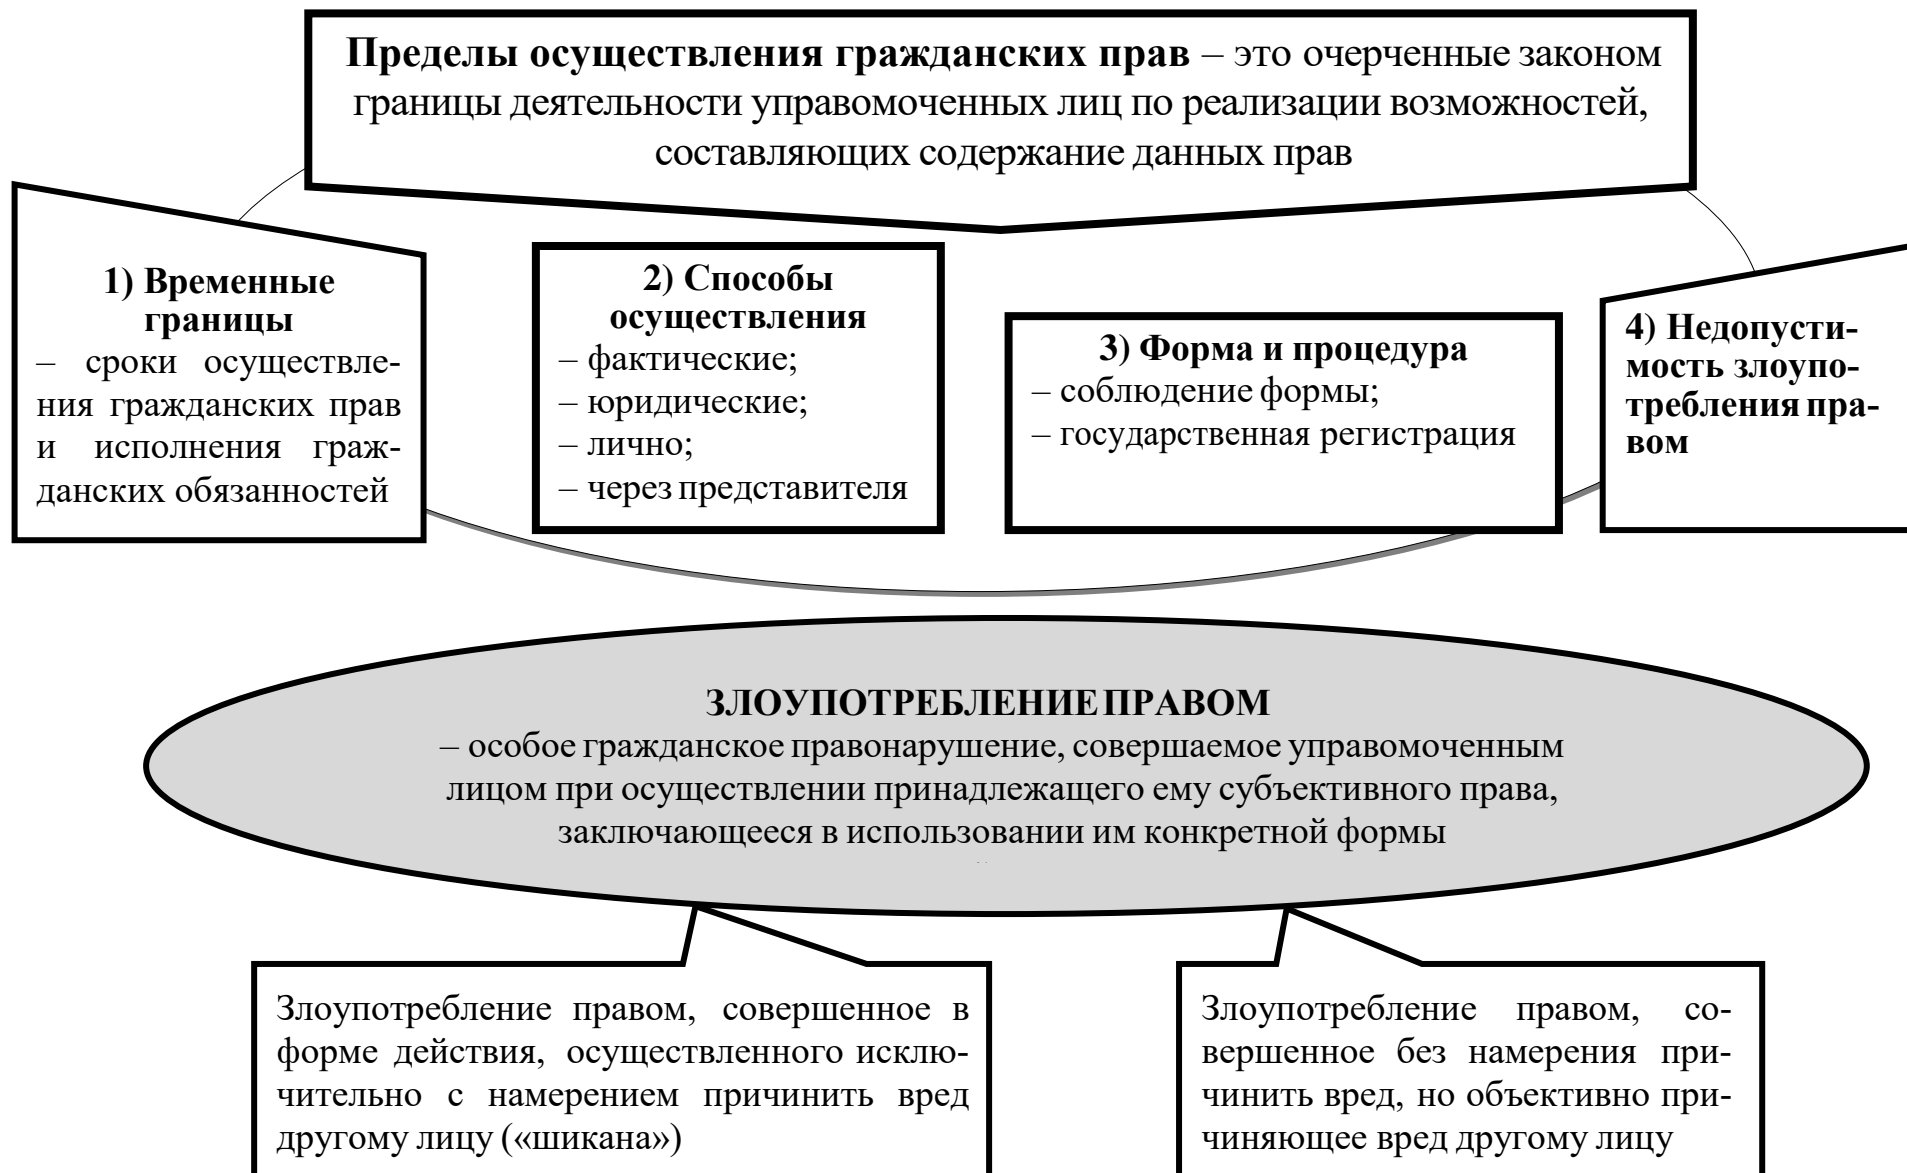 Пределы осуществления гражданских прав – это очерченные законом
границы деятельности управомоченных лиц по реализации возможностей,
составляющих содержание данных прав
1) Временные
границы
– сроки осуществле-
ния гражданских прав
и исполнения граж-
данских обязанностей
2) Способы
осуществления
– фактические;
– юридические;
– лично;
– через представителя
3) Форма и процедура
– соблюдение формы;
– государственная регистрация
4) Недопусти-
мость злоупо-
требления пра-
вом
ЗЛОУПОТРЕБЛЕНИЕ ПРАВОМ
– особое гражданское правонарушение, совершаемое управомоченным
лицом при осуществлении принадлежащего ему субъективного права,
заключающееся в использовании им конкретной формы
Злоупотребление правом, совершенное в
форме действия, осуществленного исклю-
чительно с намерением причинить вред
другому лицу («шикана»)
Злоупотребление правом, со-
вершенное без намерения при-
чинить вред, но объективно при-
чиняющее вред другому лицу